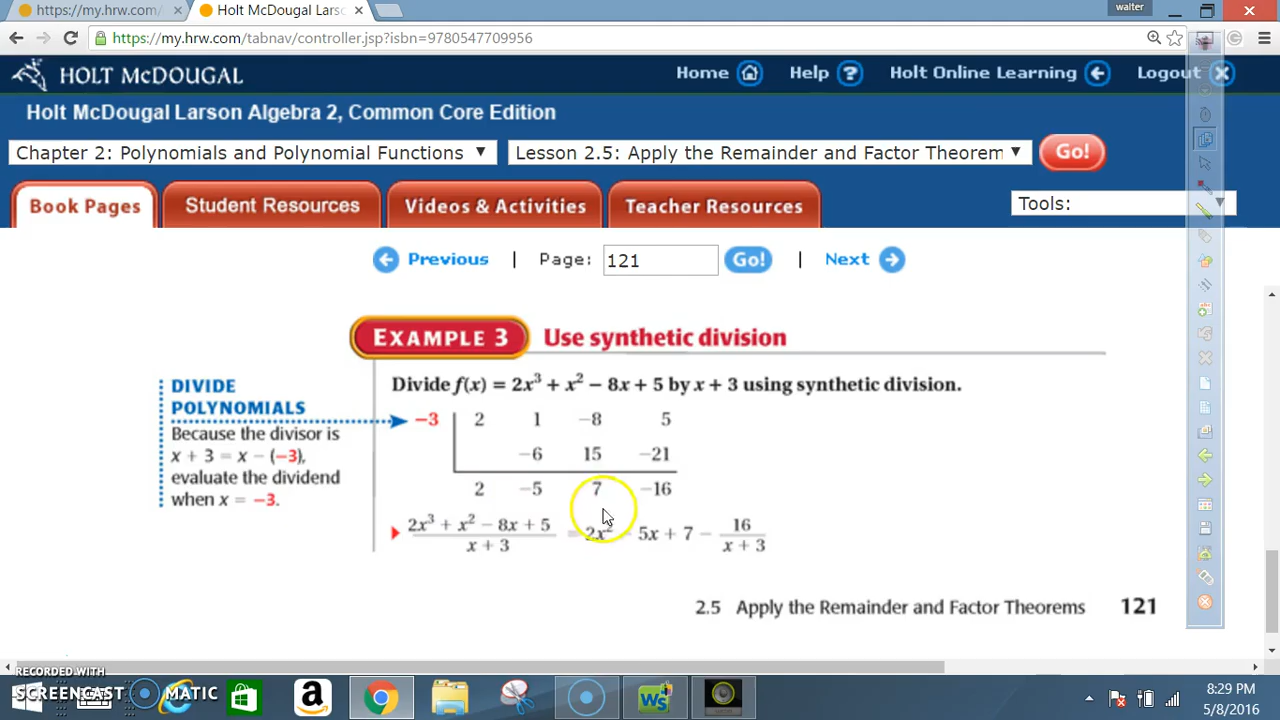 https://my.hrw.com/
Holt McDougal Lars
walter
https://my.hrw.com/tabnav/controller.jsp?isbn=9780547709956
HOLT McDOUGAL
Home
Help ?
Holt Online Learning
Logout
Holt McDougal Larson Algebra 2, Common Core Edition
Chapter 2: Polynomials and Polynomial Functions
Lesson 2.5: Apply the Remainder and Factor Theorem
Go!
Book Pages
Student Resources
Videos & Activities
Teacher Resources
Tools:
Previous | Page: 121 Go! | Next
EXAMPLE 3 Use synthetic division
Divide f(x) = 2x³ + x² − 8x + 5 by x + 3 using synthetic division.
DIVIDE
POLYNOMIALS
Because the divisor is
x + 3 = x − (−3),
evaluate the dividend
when x = −3.
−3 2 1 −8 5
−6 15 −21
2 −5 7 −16
2x³ + x² − 8x + 5
x + 3
= 2x² − 5x + 7 −
16
x + 3
2.5 Apply the Remainder and Factor Theorems 121
RECORDED WITH
SCREENCAST MATIC
a
WS
8:29 PM
5/8/2016